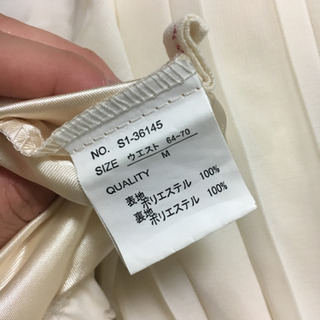 NO. S1-36145
SIZE ウエスト 64-70
M
QUALITY
表地
ポリエステル 100%
裏地
ポリエステル 100%